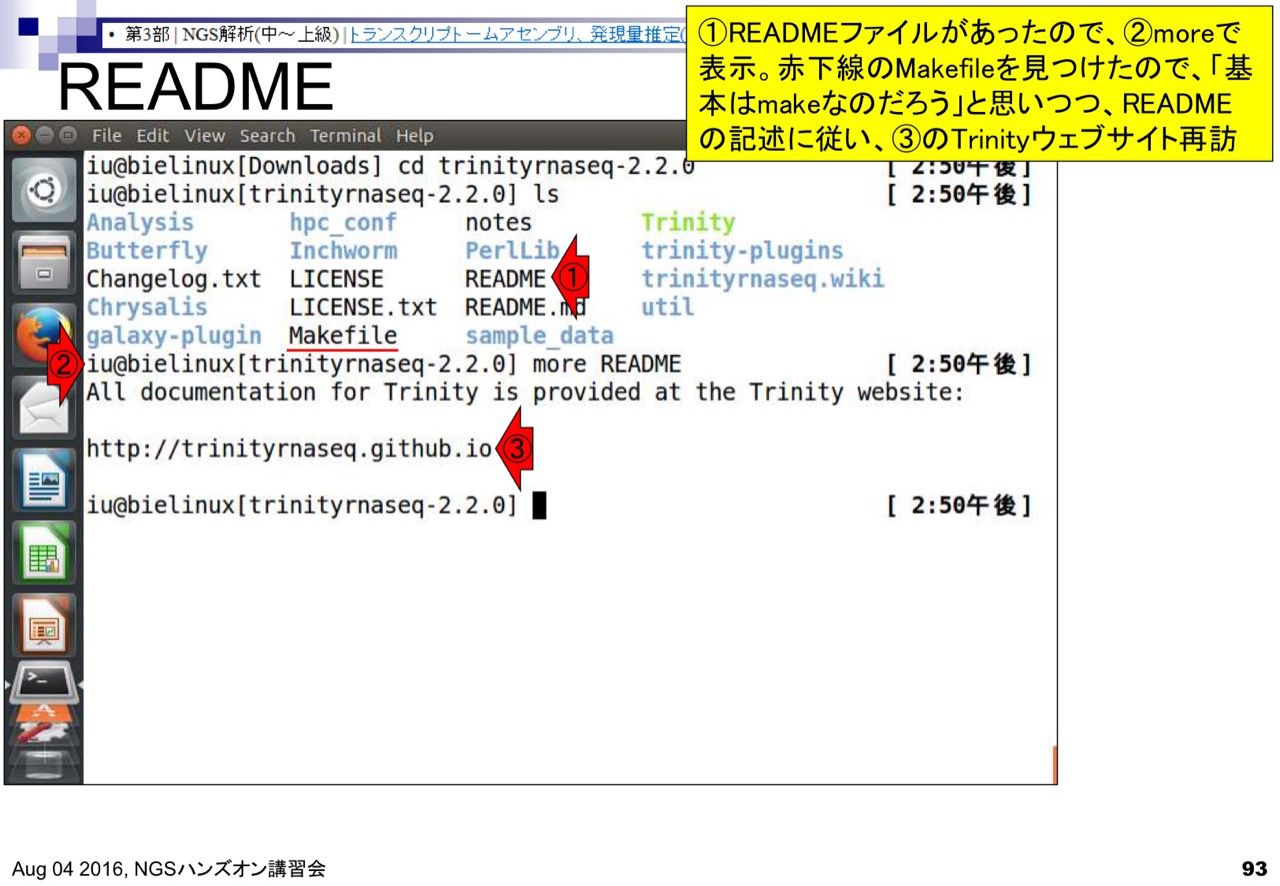 • 第3部 | NGS解析(中～上級) | トランスクリプトームアセンブリ、発現量推定(
README
①READMEファイルがあったので、②moreで
表示。赤下線のMakefileを見つけたので、「基
本はmakeなのだろう」と思いつつ、README
の記述に従い、③のTrinityウェブサイト再訪
File Edit View Search Terminal Help
iu@bielinux[Downloads] cd trinityrnaseq-2.2.0 [ 2:50午後]
iu@bielinux[trinityrnaseq-2.2.0] ls [ 2:50午後]
Analysis hpc_conf notes Trinity
Butterfly Inchworm PerlLib trinity-plugins
Changelog.txt LICENSE README ① trinityrnaseq.wiki
Chrysalis LICENSE.txt README.md util
galaxy-plugin Makefile sample_data
② iu@bielinux[trinityrnaseq-2.2.0] more README [ 2:50午後]
All documentation for Trinity is provided at the Trinity website:
http://trinityrnaseq.github.io ③
iu@bielinux[trinityrnaseq-2.2.0] [ 2:50午後]
Aug 04 2016, NGSハンズオン講習会
93